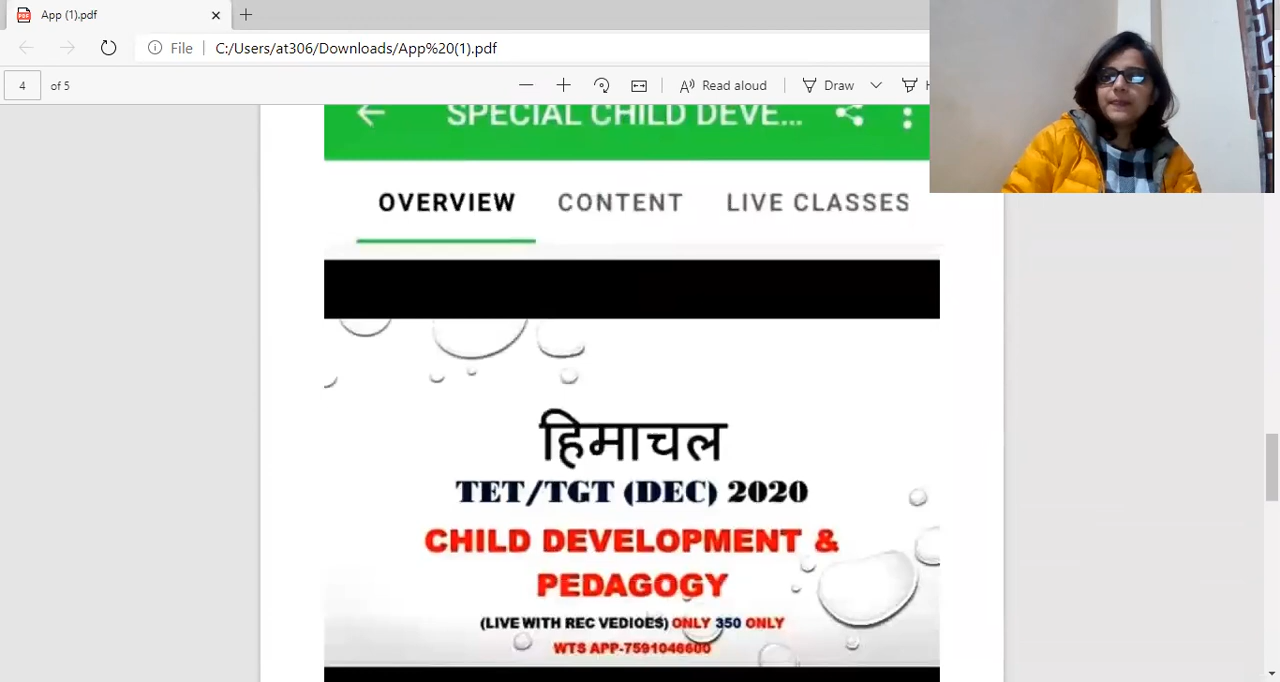 App (1).pdf
File
C:/Users/at306/Downloads/App%20(1).pdf
4 of 5
Read aloud
Draw
SPECIAL CHILD DEVE...
OVERVIEW CONTENT LIVE CLASSES
हिमाचल
TET/TGT (DEC) 2020
CHILD DEVELOPMENT &
PEDAGOGY
(LIVE WITH REC VEDIOES) ONLY 350 ONLY
WTS APP-7591046600